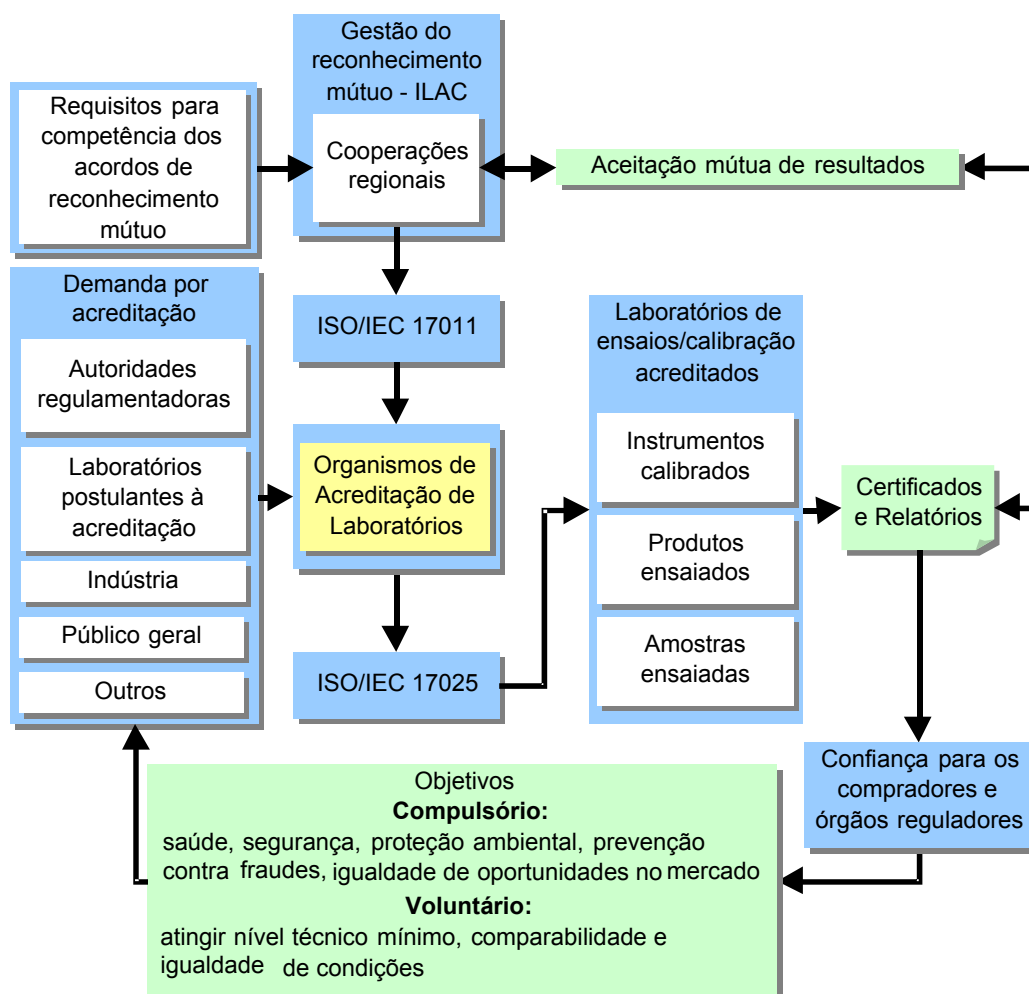 Gestão do
reconhecimento
mútuo - ILAC
Requisitos para
competência dos
acordos de
reconhecimento
mútuo
Cooperações
regionais
Aceitação mútua de resultados
Demanda por
acreditação
Autoridades
regulamentadoras
Laboratórios
postulantes à
acreditação
Indústria
Público geral
Outros
ISO/IEC 17011
Organismos de
Acreditação de
Laboratórios
ISO/IEC 17025
Laboratórios de
ensaios/calibração
acreditados
Instrumentos
calibrados
Produtos
ensaiados
Amostras
ensaiadas
Certificados
e Relatórios
Confiança para os
compradores e
órgãos reguladores
Objetivos
Compulsório:
saúde, segurança, proteção ambiental, prevenção
contra fraudes, igualdade de oportunidades no mercado
Voluntário:
atingir nível técnico mínimo, comparabilidade e
igualdade de condições